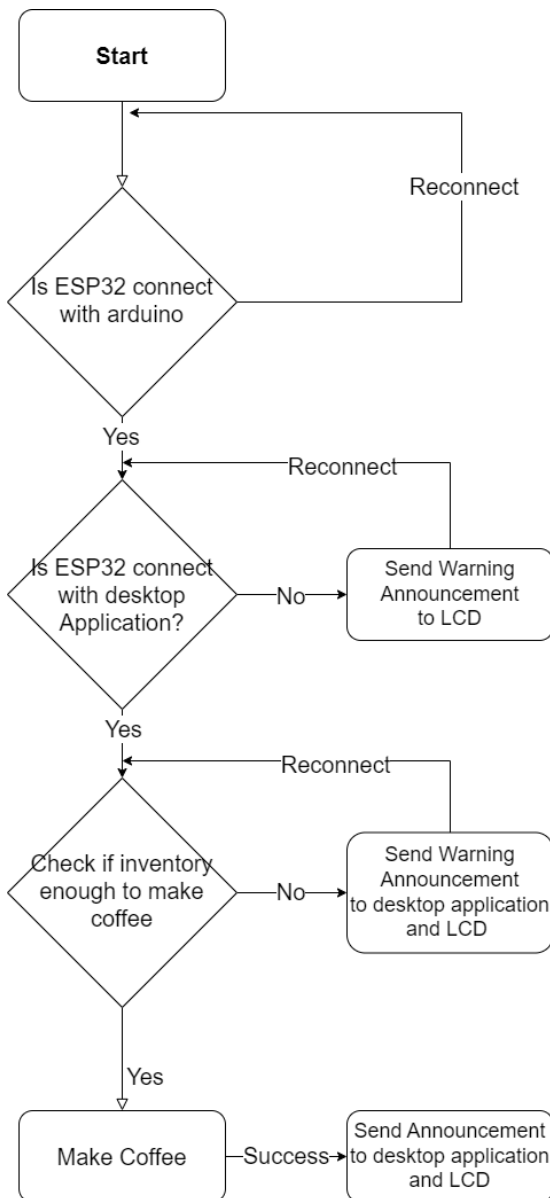 Start
Reconnect
Is ESP32 connect
with arduino
Yes
Reconnect
Is ESP32 connect
with desktop
Application?
No
Send Warning
Announcement
to LCD
Yes
Reconnect
Check if inventory
enough to make
coffee
No
Send Warning
Announcement
to desktop application
and LCD
Yes
Make Coffee
Success
Send Announcement
to desktop application
and LCD